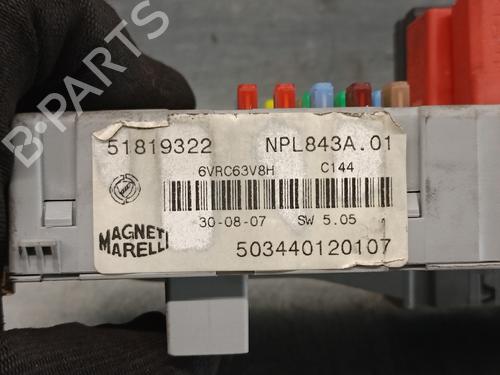 51819322 NPL843A.01
6VRC63V8H C144
30-08-07 SW 5.05
MAGNETI
MARELLI
503440120107
B-PARTS